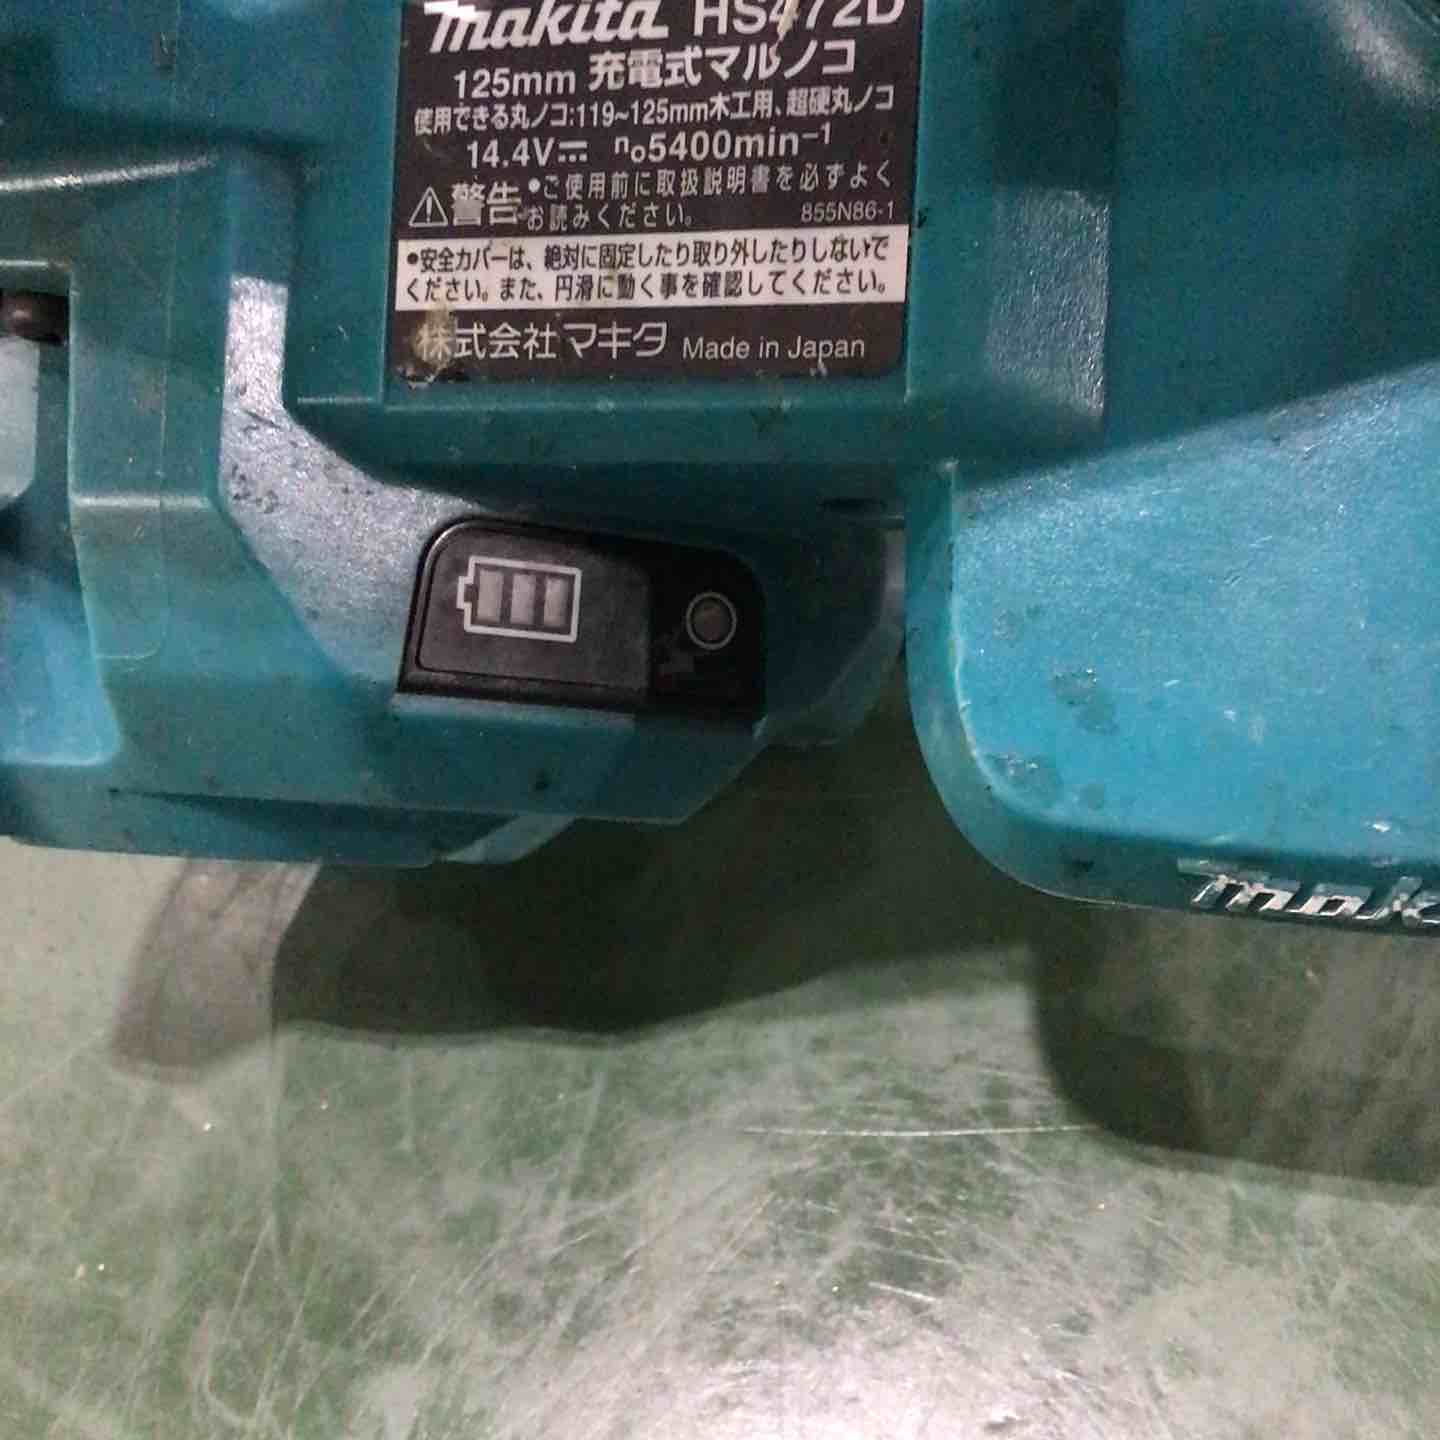 makita HS472D
125mm 充電式マルノコ
使用できる丸ノコ:119~125mm木工用、超硬丸ノコ
14.4V⎓ n₀5400min⁻¹
⚠警告 •ご使用前に取扱説明書を必ずよく
お読みください。 855N86-1
•安全カバーは、絶対に固定したり取り外したりしないで
ください。また、円滑に動く事を確認してください。
株式会社マキタ Made in Japan
mak